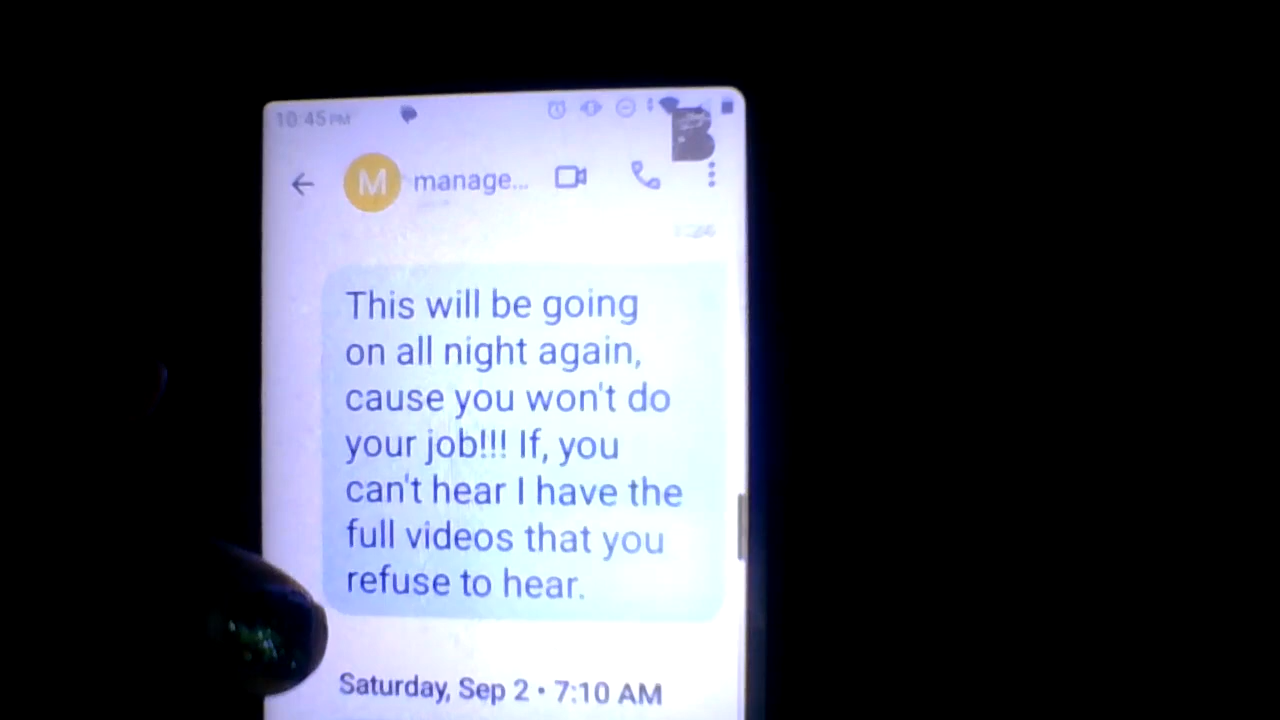 10:45 PM
M manage...
This will be going
on all night again,
cause you won't do
your job!!! If, you
can't hear I have the
full videos that you
refuse to hear.
Saturday, Sep 2 • 7:10 AM